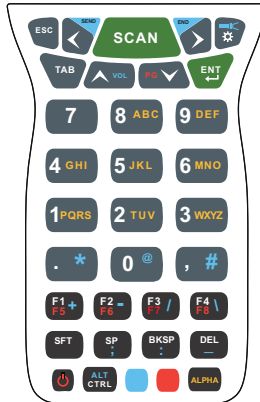 SEND END
ESC SCAN
TAB VOL PG ENT
7 8 ABC 9 DEF
4 GHI 5 JKL 6 MNO
1 PQRS 2 TUV 3 WXYZ
. * 0 @ , #
F1 + F2 - F3 / F4 \
F5 F6 F7 F8
SFT SP BKSP DEL
; : _
ALT
CTRL ALPHA